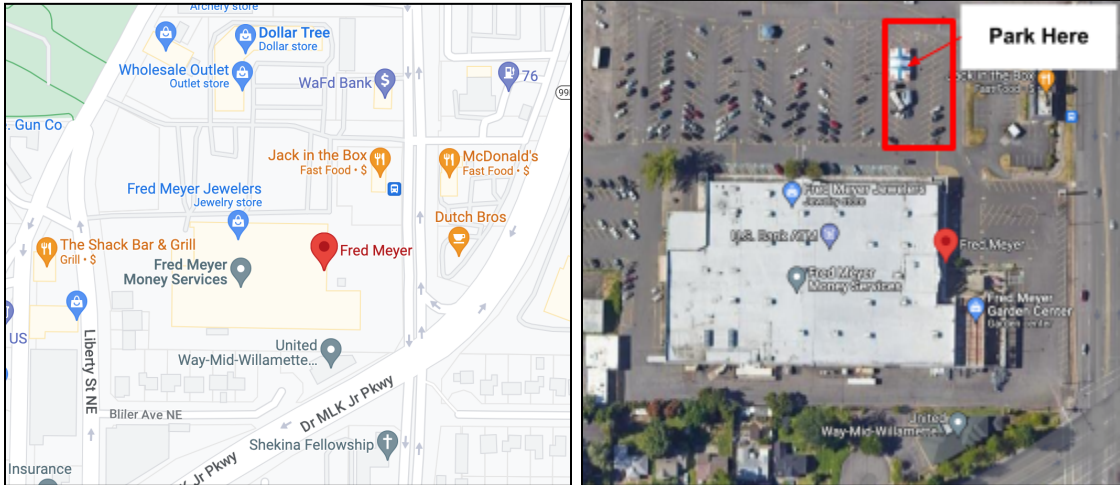 Archery store
Dollar Tree
Dollar store
Wholesale Outlet
Outlet store
WaFd Bank
76
99
. Gun Co
Jack in the Box
Fast Food • $
McDonald's
Fast Food • $
Fred Meyer Jewelers
Jewelry store
Dutch Bros
The Shack Bar & Grill
Grill • $
Fred Meyer
Fred Meyer
Money Services
US
Liberty St NE
United
Way-Mid-Willamette...
Bliler Ave NE
Dr MLK Jr Pkwy
Shekina Fellowship
K Jr Pkwy
Insurance
Park Here
Jack in the Box
Fast Food • $
Fred Meyer Jewelers
Jewelry store
U.S. Bank ATM
Fred Meyer
Fred Meyer
Money Services
Fred Meyer
Garden Center
Garden center
United
Way-Mid-Willamette...